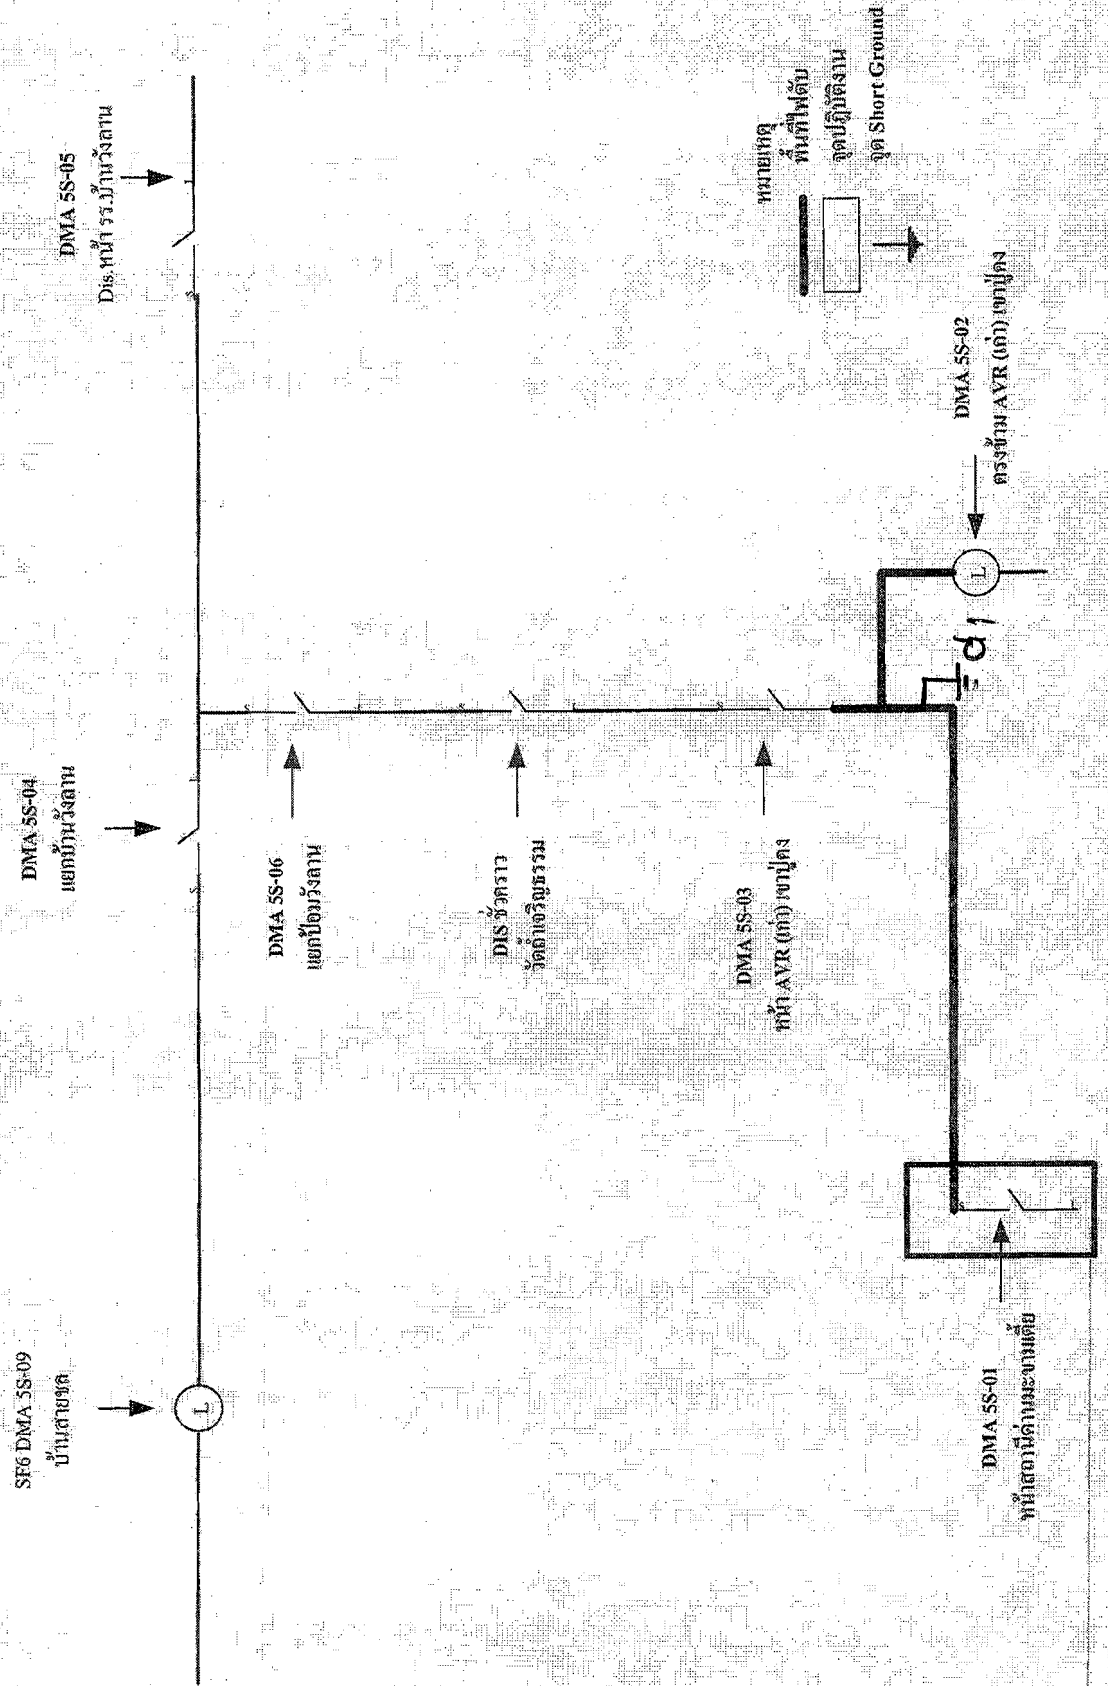 SF6 DMA 5S-09
บ้านสายชล
L
DMA 5S-04
แยกบ้านวังลาน
DMA 5S-05
Dis.หน้า รร.บ้านวังลาน
DMA 5S-06
แยกป้อมวังลาน
DIS ชั่วคราว
วัดถ้ำเจริญธรรม
DMA 5S-03
หน้า AVR (เก่า) เขาปู่คง
DMA 5S-01
หน้าสถานีด่านมะขามเตี้ย
DMA 5S-02
ตรงข้าม AVR (เก่า) เขาปู่คง
L
หมายเหตุ
พื้นที่ไฟดับ
จุดปฏิบัติงาน
จุด Short Ground